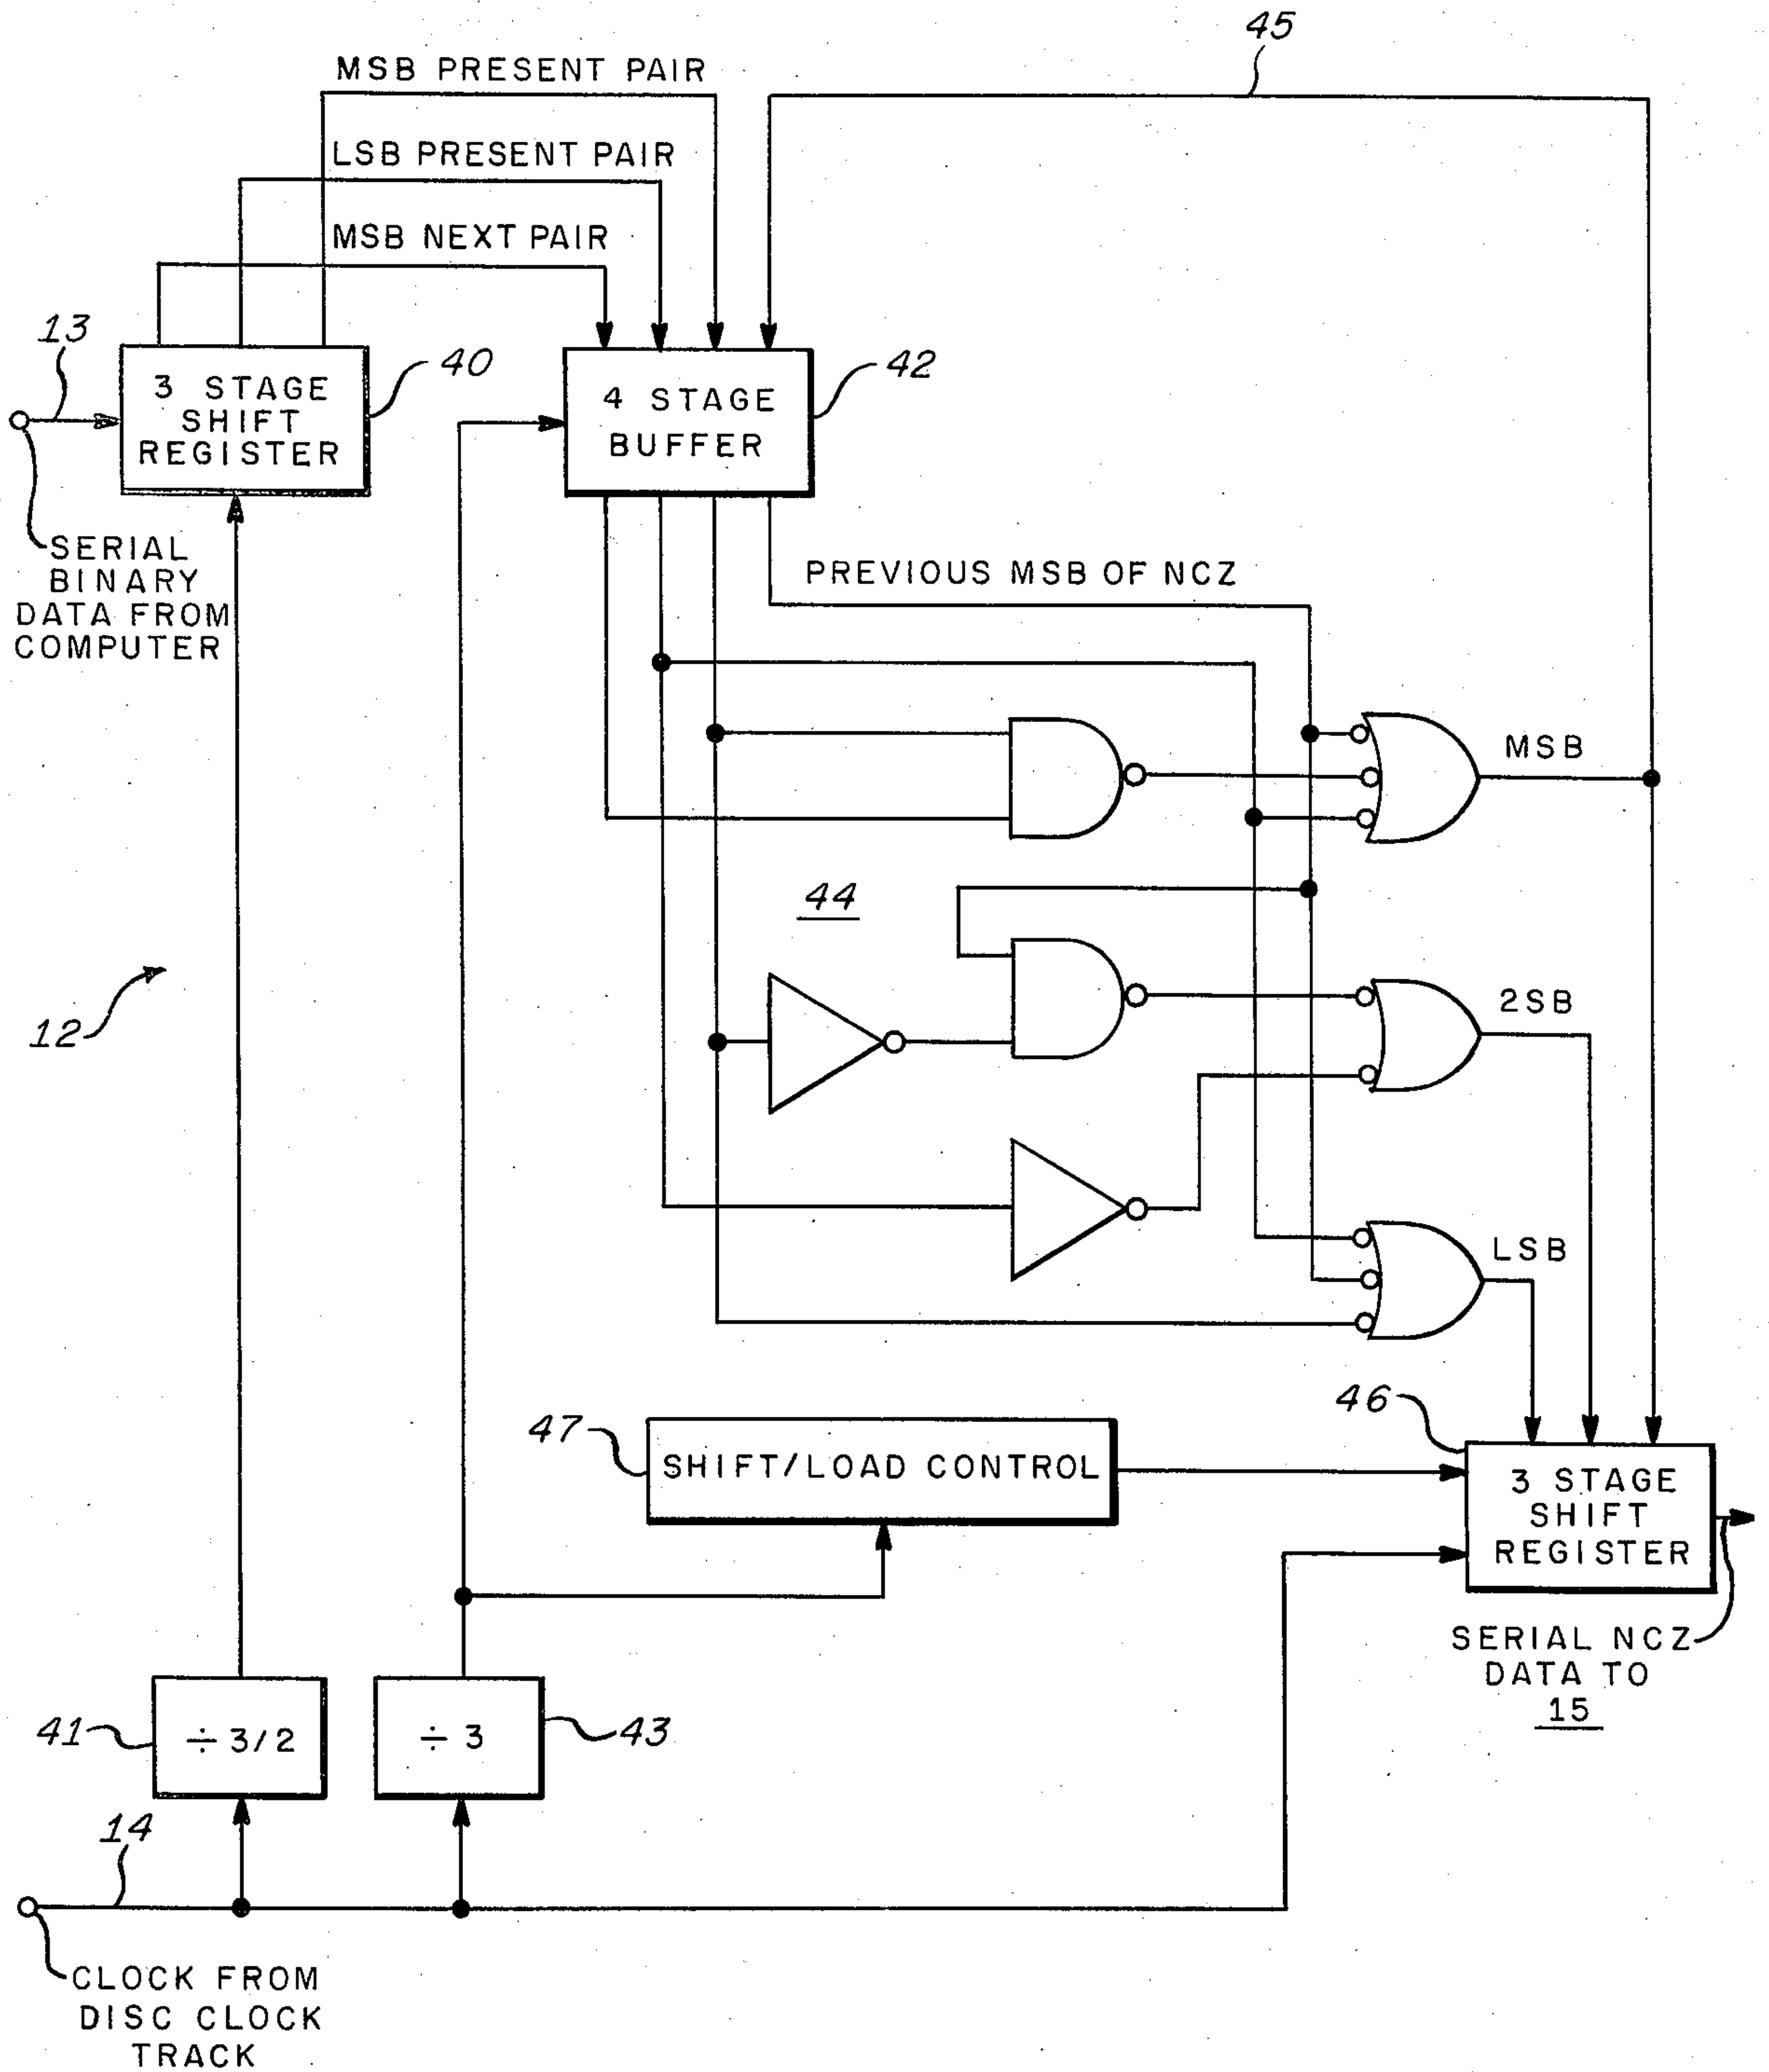 45
MSB PRESENT PAIR
LSB PRESENT PAIR
MSB NEXT PAIR
13
40
42
3 STAGE
SHIFT
REGISTER
4 STAGE
BUFFER
SERIAL
BINARY
DATA FROM
COMPUTER
PREVIOUS MSB OF NCZ
MSB
44
12
2SB
LSB
46
47
SHIFT/LOAD CONTROL
3 STAGE
SHIFT
REGISTER
SERIAL NCZ
DATA TO
15
41
÷ 3/2
÷ 3
43
14
CLOCK FROM
DISC CLOCK
TRACK